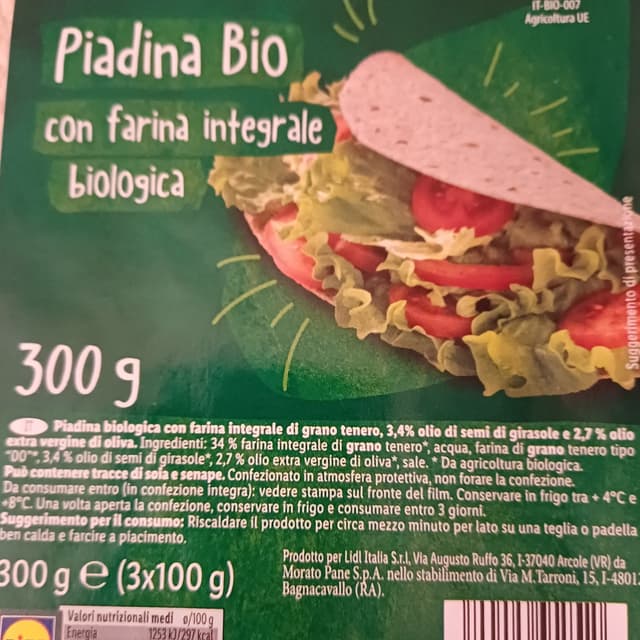 IT-BIO-007
Agricoltura UE
Piadina Bio
con farina integrale
biologica
Suggerimento di presentazione
300 g
IT Piadina biologica con farina integrale di grano tenero, 3,4% olio di semi di girasole e 2,7 % olio
extra vergine di oliva. Ingredienti: 34 % farina integrale di grano tenero*, acqua, farina di grano tenero tipo
"00"*, 3,4 % olio di semi di girasole*, 2,7 % olio extra vergine di oliva*, sale. * Da agricoltura biologica.
Può contenere tracce di soia e senape. Confezionato in atmosfera protettiva, non forare la confezione.
Da consumare entro (in confezione integra): vedere stampa sul fronte del film. Conservare in frigo tra + 4°C e
+8°C. Una volta aperta la confezione, conservare in frigo e consumare entro 3 giorni.
Suggerimento per il consumo: Riscaldare il prodotto per circa mezzo minuto per lato su una teglia o padella
ben calda e farcire a piacimento.
300 g e (3x100 g)
Prodotto per Lidl Italia S.r.l, Via Augusto Ruffo 36, I-37040 Arcole (VR) da
Morato Pane S.p.A. nello stabilimento di Via M.Tarroni, 15, I-4801
Bagnacavallo (RA).
Valori nutrizionali medi ø/100 g
Energia 1253 kJ/297 kcal